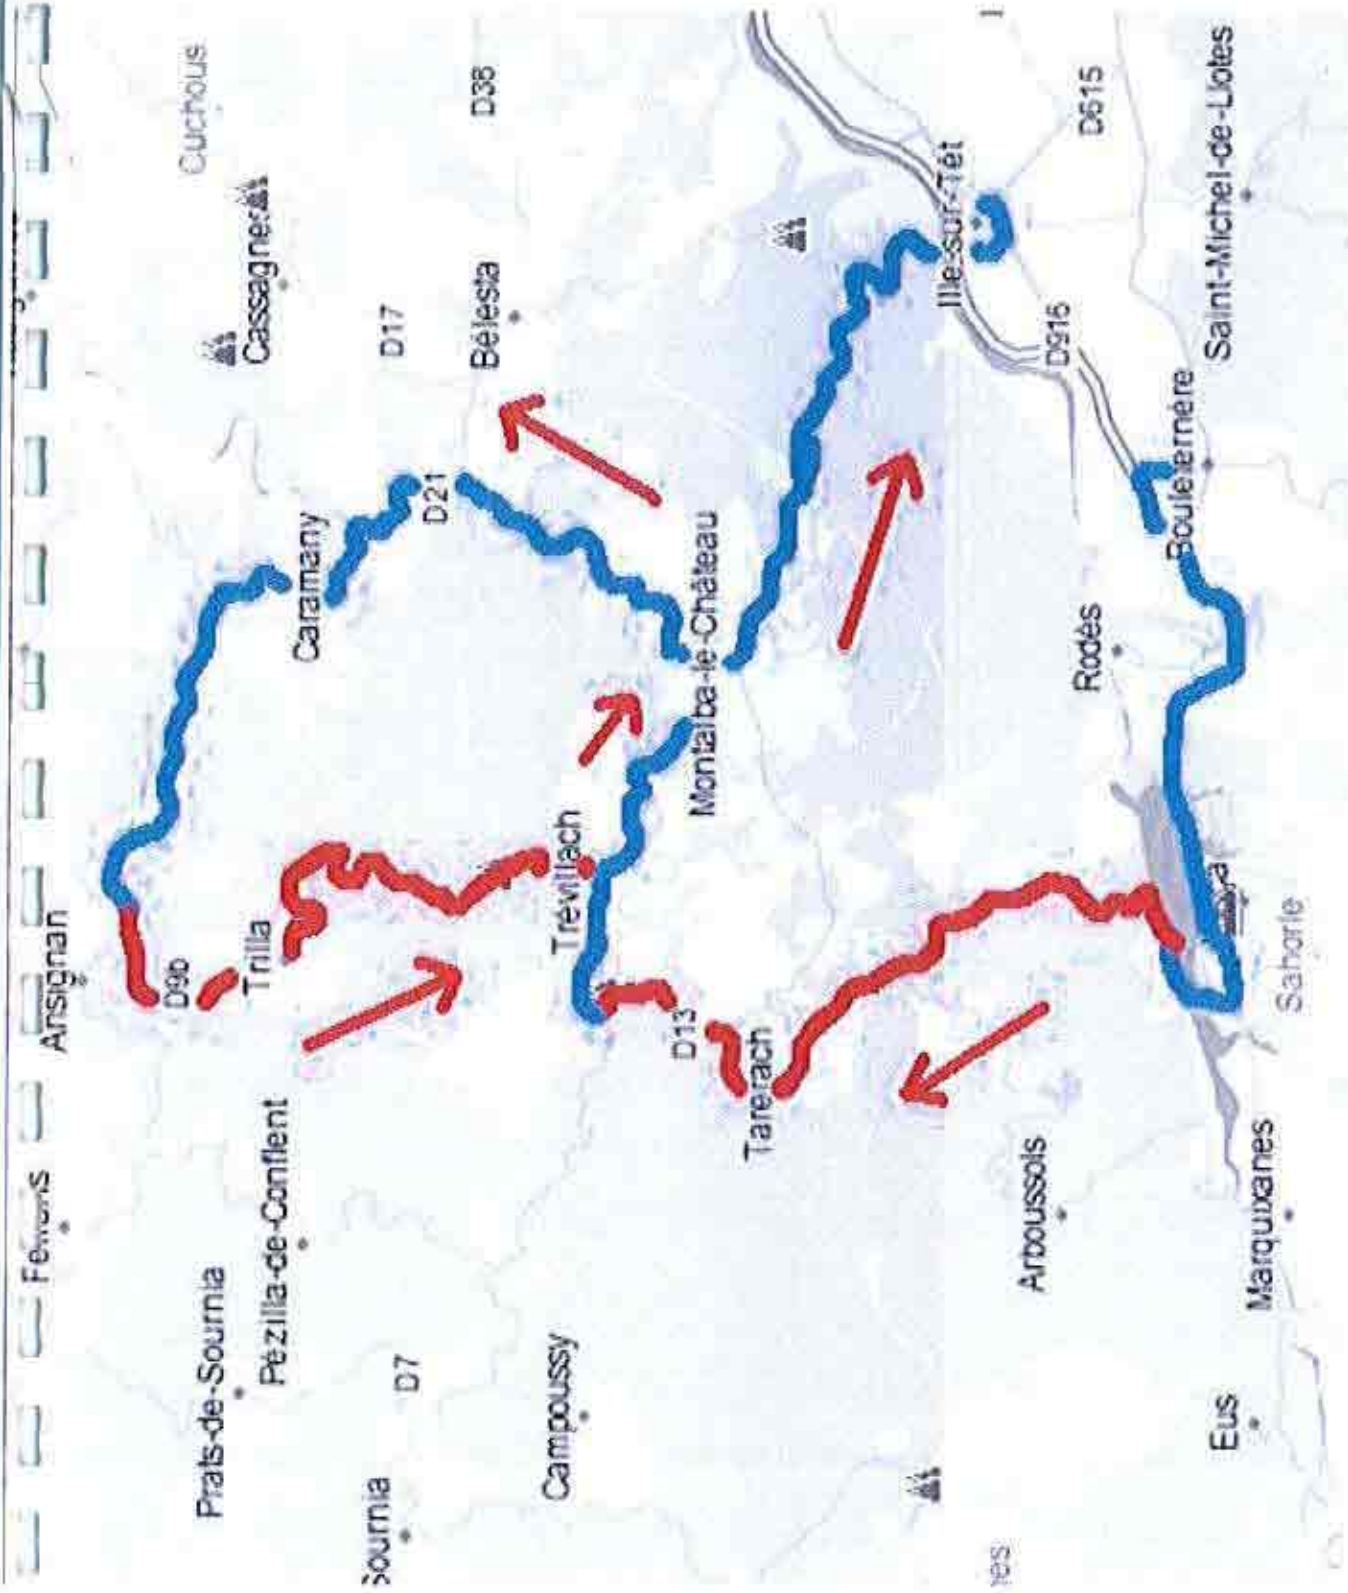 Ansignan
Cuchous
Prats-de-Sournia
Pézilla-de-Conflent
D9b
Trilla
Caramany
Cassagnes
D17
Sournia
D7
D21
Bélesta
D38
Campoussy
Trévillach
Montalba-le-Château
D13
Tarerach
Ille-sur-Têt
D615
D916
Arboussols
Rodès
Bouleternère
Saint-Michel-de-Llotes
Eus
Marquixanes
Sahorle